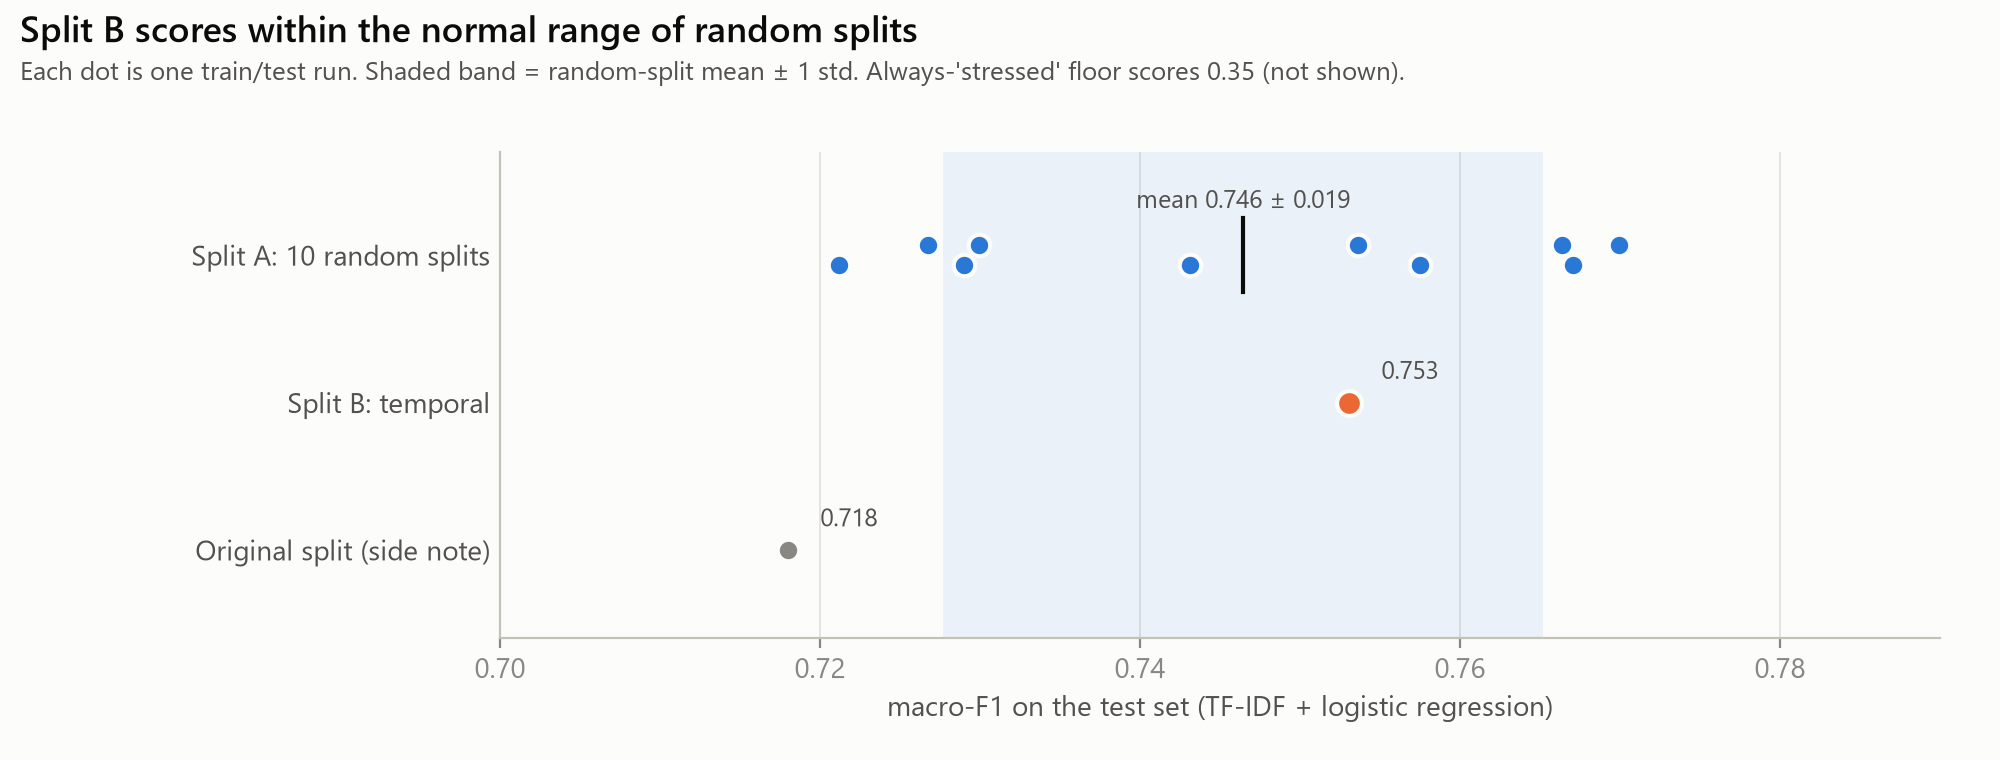 Split B scores within the normal range of random splits
Each dot is one train/test run. Shaded band = random-split mean ± 1 std. Always-'stressed' floor scores 0.35 (not shown).
mean 0.746 ± 0.019
Split A: 10 random splits
0.753
Split B: temporal
0.718
Original split (side note)
0.70 0.72 0.74 0.76 0.78
macro-F1 on the test set (TF-IDF + logistic regression)